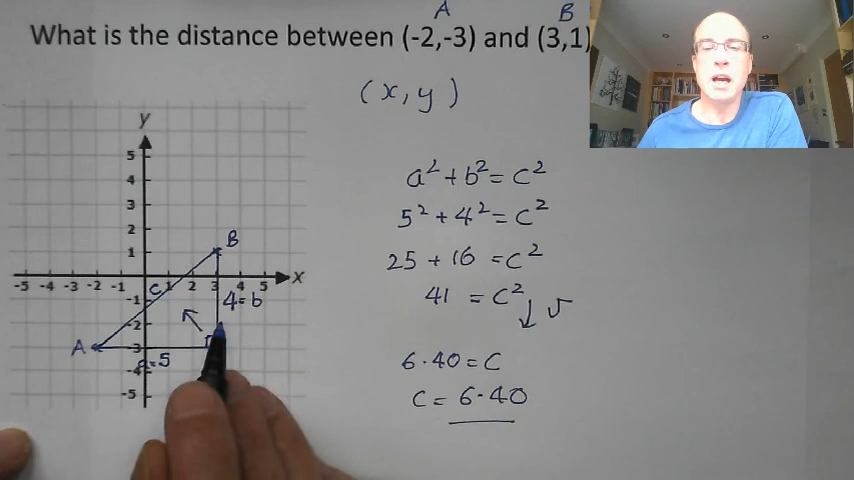 A B
What is the distance between (-2,-3) and (3,1)
(x, y)
y
5
4
3
2
1
-5 -4 -3 -2 -1 1 2 3 4 5 x
-1
-2
-3
-4
-5
B
C
4=b
A
a=5
a² + b² = c²
5² + 4² = c²
25 + 16 = c²
41 = c² ↓ √
6.40 = c
c = 6.40